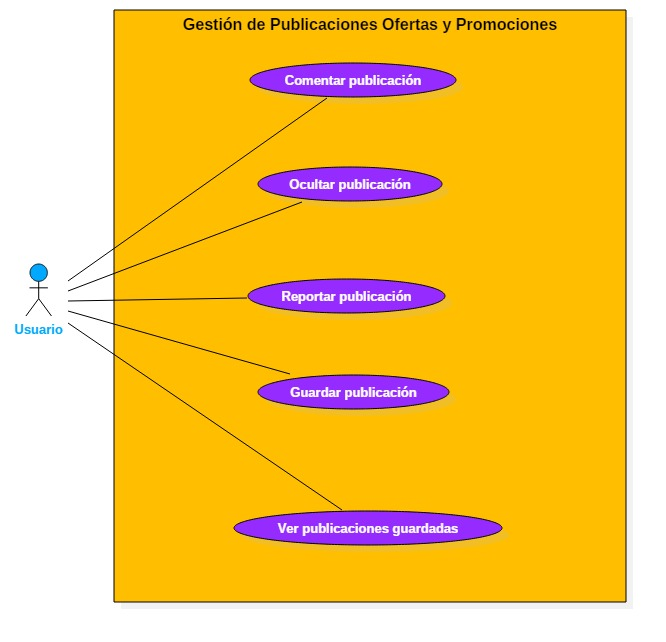 Gestión de Publicaciones Ofertas y Promociones
Comentar publicación
Ocultar publicación
Reportar publicación
Usuario
Guardar publicación
Ver publicaciones guardadas